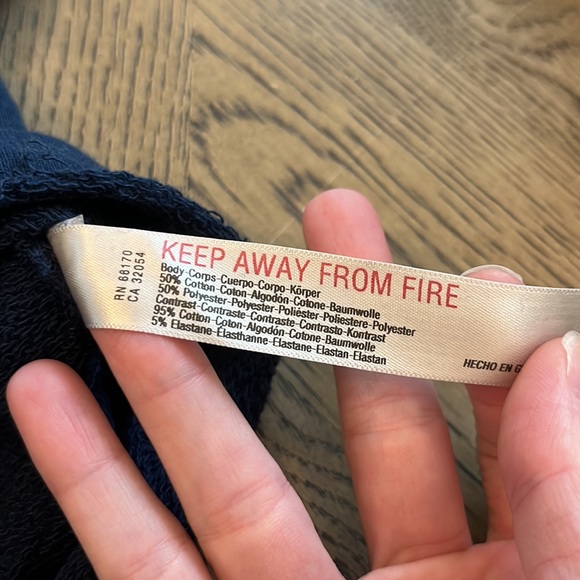 RN 68170
CA 32054
KEEP AWAY FROM FIRE
Body-Corps-Cuerpo-Corpo-Körper
50% Cotton-Coton-Algodón-Cotone-Baumwolle
50% Polyester-Polyester-Poliéster-Poliestere-Polyester
Contrast-Contraste-Contraste-Contrasto-Kontrast
95% Cotton-Coton-Algodón-Cotone-Baumwolle
5% Elastane-Élasthanne-Elastane-Elastan-Elastan
HECHO EN G